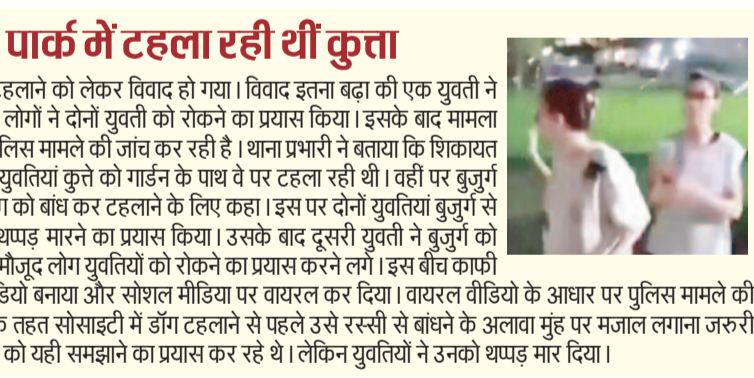 पार्क में टहला रही थीं कुत्ता
टहलाने को लेकर विवाद हो गया। विवाद इतना बढ़ा की एक युवती ने
लोगों ने दोनों युवती को रोकने का प्रयास किया। इसके बाद मामला
लिस मामले की जांच कर रही है। थाना प्रभारी ने बताया कि शिकायत
युवतियां कुत्ते को गार्डन के पाथ वे पर टहला रही थी। वहीं पर बुजुर्ग
ग को बांध कर टहलाने के लिए कहा। इस पर दोनों युवतियां बुजुर्ग से
थप्पड़ मारने का प्रयास किया। उसके बाद दूसरी युवती ने बुजुर्ग को
मौजूद लोग युवतियों को रोकने का प्रयास करने लगे। इस बीच काफी
डियो बनाया और सोशल मीडिया पर वायरल कर दिया। वायरल वीडियो के आधार पर पुलिस मामले की
के तहत सोसाइटी में डॉग टहलाने से पहले उसे रस्सी से बांधने के अलावा मुंह पर मजाल लगाना जरुरी
को यही समझाने का प्रयास कर रहे थे। लेकिन युवतियों ने उनको थप्पड़ मार दिया।